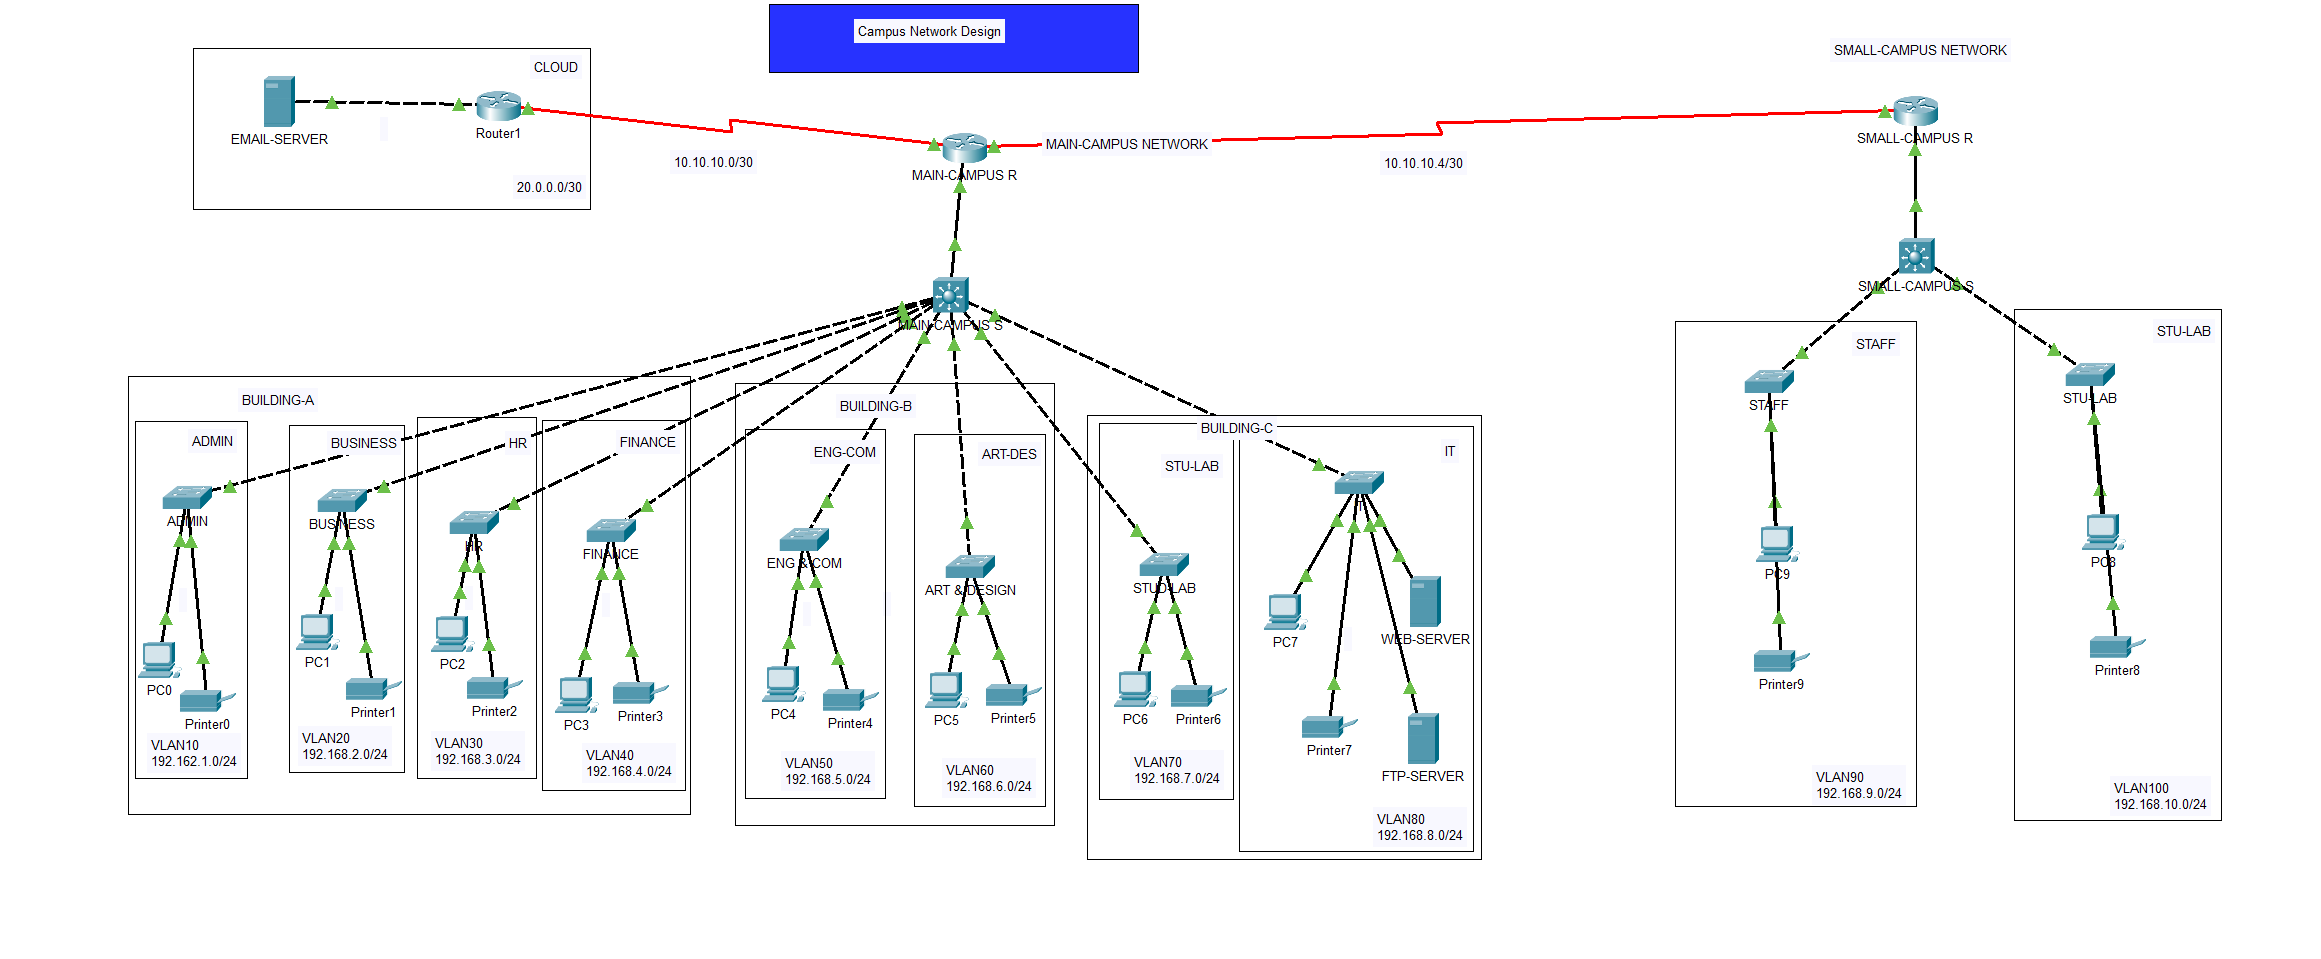 Campus Network Design
CLOUD
EMAIL-SERVER
Router1
20.0.0.0/30
10.10.10.0/30
MAIN-CAMPUS R
MAIN-CAMPUS NETWORK
10.10.10.4/30
SMALL-CAMPUS NETWORK
SMALL-CAMPUS R
SMALL-CAMPUS S
MAIN-CAMPUS S
BUILDING-A
ADMIN
ADMIN
PC0
Printer0
VLAN10
192.162.1.0/24
BUSINESS
BUSINESS
PC1
Printer1
VLAN20
192.168.2.0/24
HR
HR
PC2
Printer2
VLAN30
192.168.3.0/24
FINANCE
FINANCE
PC3
Printer3
VLAN40
192.168.4.0/24
BUILDING-B
ENG-COM
ENG & COM
PC4
Printer4
VLAN50
192.168.5.0/24
ART-DES
ART & DESIGN
PC5
Printer5
VLAN60
192.168.6.0/24
BUILDING-C
STU-LAB
STUD-LAB
PC6
Printer6
VLAN70
192.168.7.0/24
IT
IT
PC7
WEB-SERVER
Printer7
FTP-SERVER
VLAN80
192.168.8.0/24
STAFF
STAFF
PC9
Printer9
VLAN90
192.168.9.0/24
STU-LAB
STU-LAB
PC8
Printer8
VLAN100
192.168.10.0/24